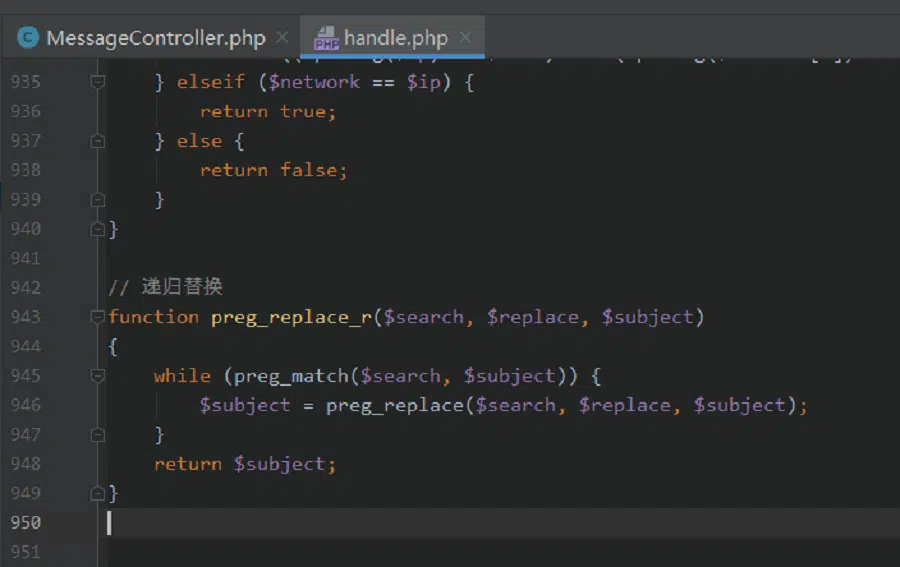 MessageController.php
handle.php
935 } elseif ($network == $ip) {
936 return true;
937 } else {
938 return false;
939 }
940 }
941
942 // 递归替换
943 function preg_replace_r($search, $replace, $subject)
944 {
945 while (preg_match($search, $subject)) {
946 $subject = preg_replace($search, $replace, $subject);
947 }
948 return $subject;
949 }
950
951